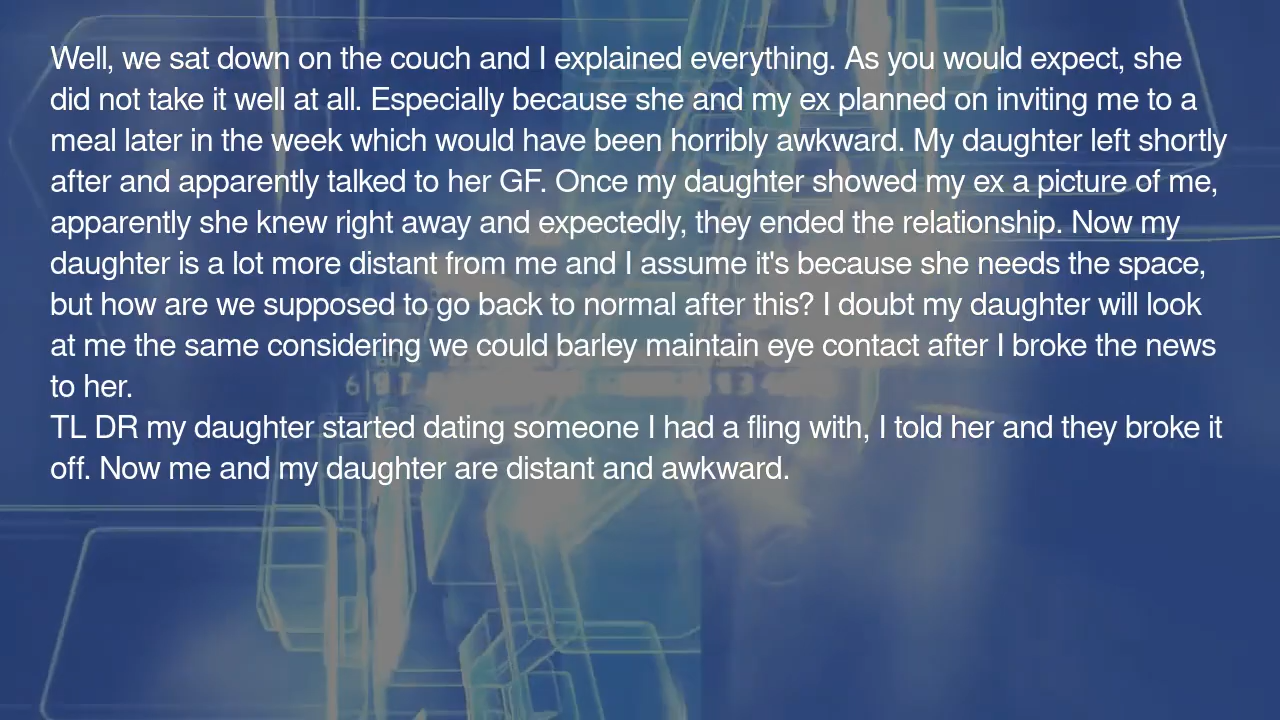 Well, we sat down on the couch and I explained everything. As you would expect, she
did not take it well at all. Especially because she and my ex planned on inviting me to a
meal later in the week which would have been horribly awkward. My daughter left shortly
after and apparently talked to her GF. Once my daughter showed my ex a picture of me,
apparently she knew right away and expectedly, they ended the relationship. Now my
daughter is a lot more distant from me and I assume it's because she needs the space,
but how are we supposed to go back to normal after this? I doubt my daughter will look
at me the same considering we could barley maintain eye contact after I broke the news
to her.
TL DR my daughter started dating someone I had a fling with, I told her and they broke it
off. Now me and my daughter are distant and awkward.